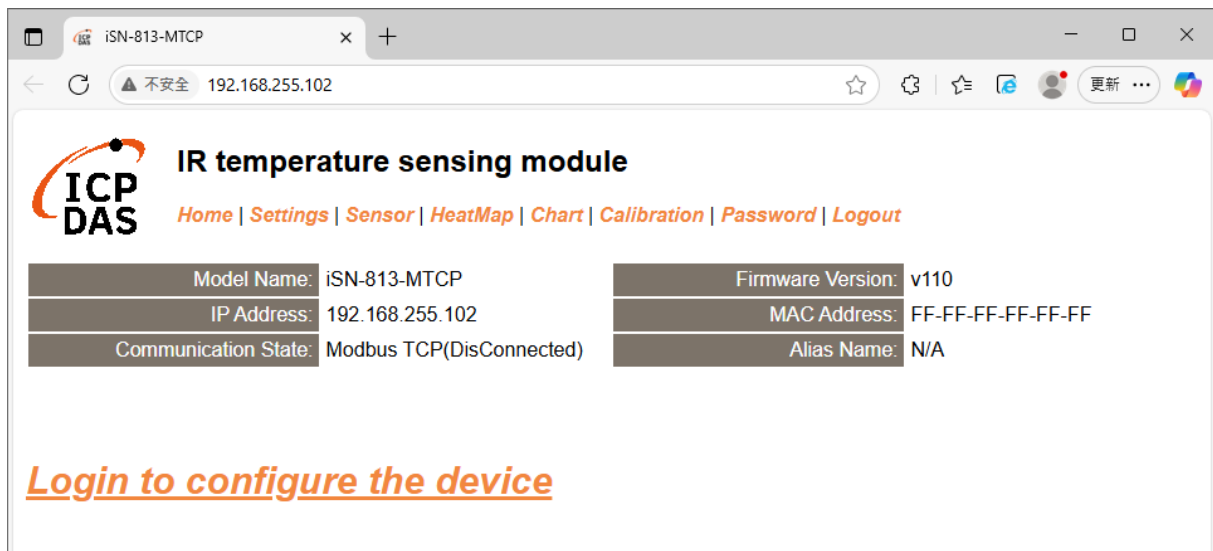 iSN-813-MTCP
不安全 192.168.255.102 更新
ICP
DAS
IR temperature sensing module
Home | Settings | Sensor | HeatMap | Chart | Calibration | Password | Logout
Model Name: iSN-813-MTCP Firmware Version: v110
IP Address: 192.168.255.102 MAC Address: FF-FF-FF-FF-FF-FF
Communication State: Modbus TCP(DisConnected) Alias Name: N/A
Login to configure the device